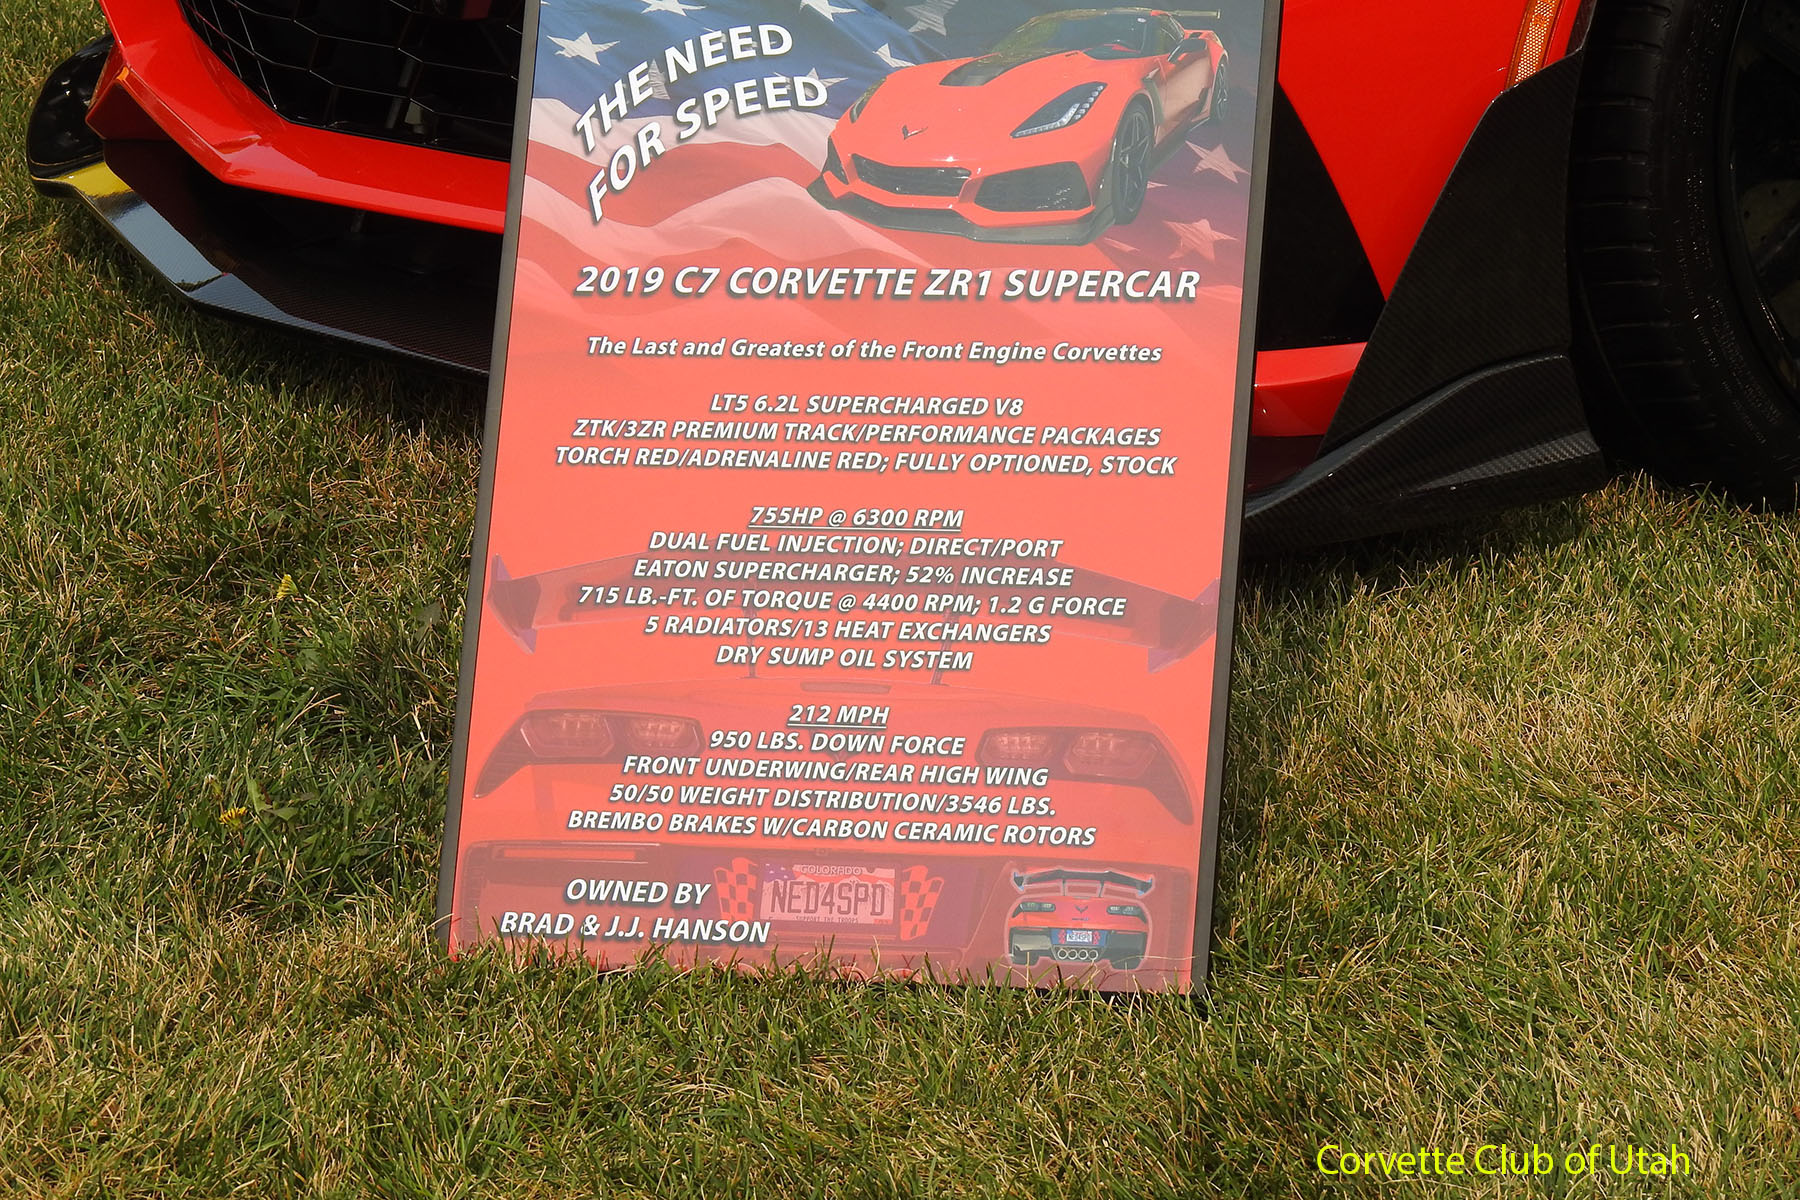 THE NEED
FOR SPEED
2019 C7 CORVETTE ZR1 SUPERCAR
The Last and Greatest of the Front Engine Corvettes
LT5 6.2L SUPERCHARGED V8
ZTK/3ZR PREMIUM TRACK/PERFORMANCE PACKAGES
TORCH RED/ADRENALINE RED; FULLY OPTIONED, STOCK
755HP @ 6300 RPM
DUAL FUEL INJECTION; DIRECT/PORT
EATON SUPERCHARGER; 52% INCREASE
715 LB.-FT. OF TORQUE @ 4400 RPM; 1.2 G FORCE
5 RADIATORS/13 HEAT EXCHANGERS
DRY SUMP OIL SYSTEM
212 MPH
950 LBS. DOWN FORCE
FRONT UNDERWING/REAR HIGH WING
50/50 WEIGHT DISTRIBUTION/3546 LBS.
BREMBO BRAKES W/CARBON CERAMIC ROTORS
COLORADO
NED4SPD
SUPPORT THE TROOPS
OWNED BY
BRAD & J.J. HANSON
Corvette Club of Utah